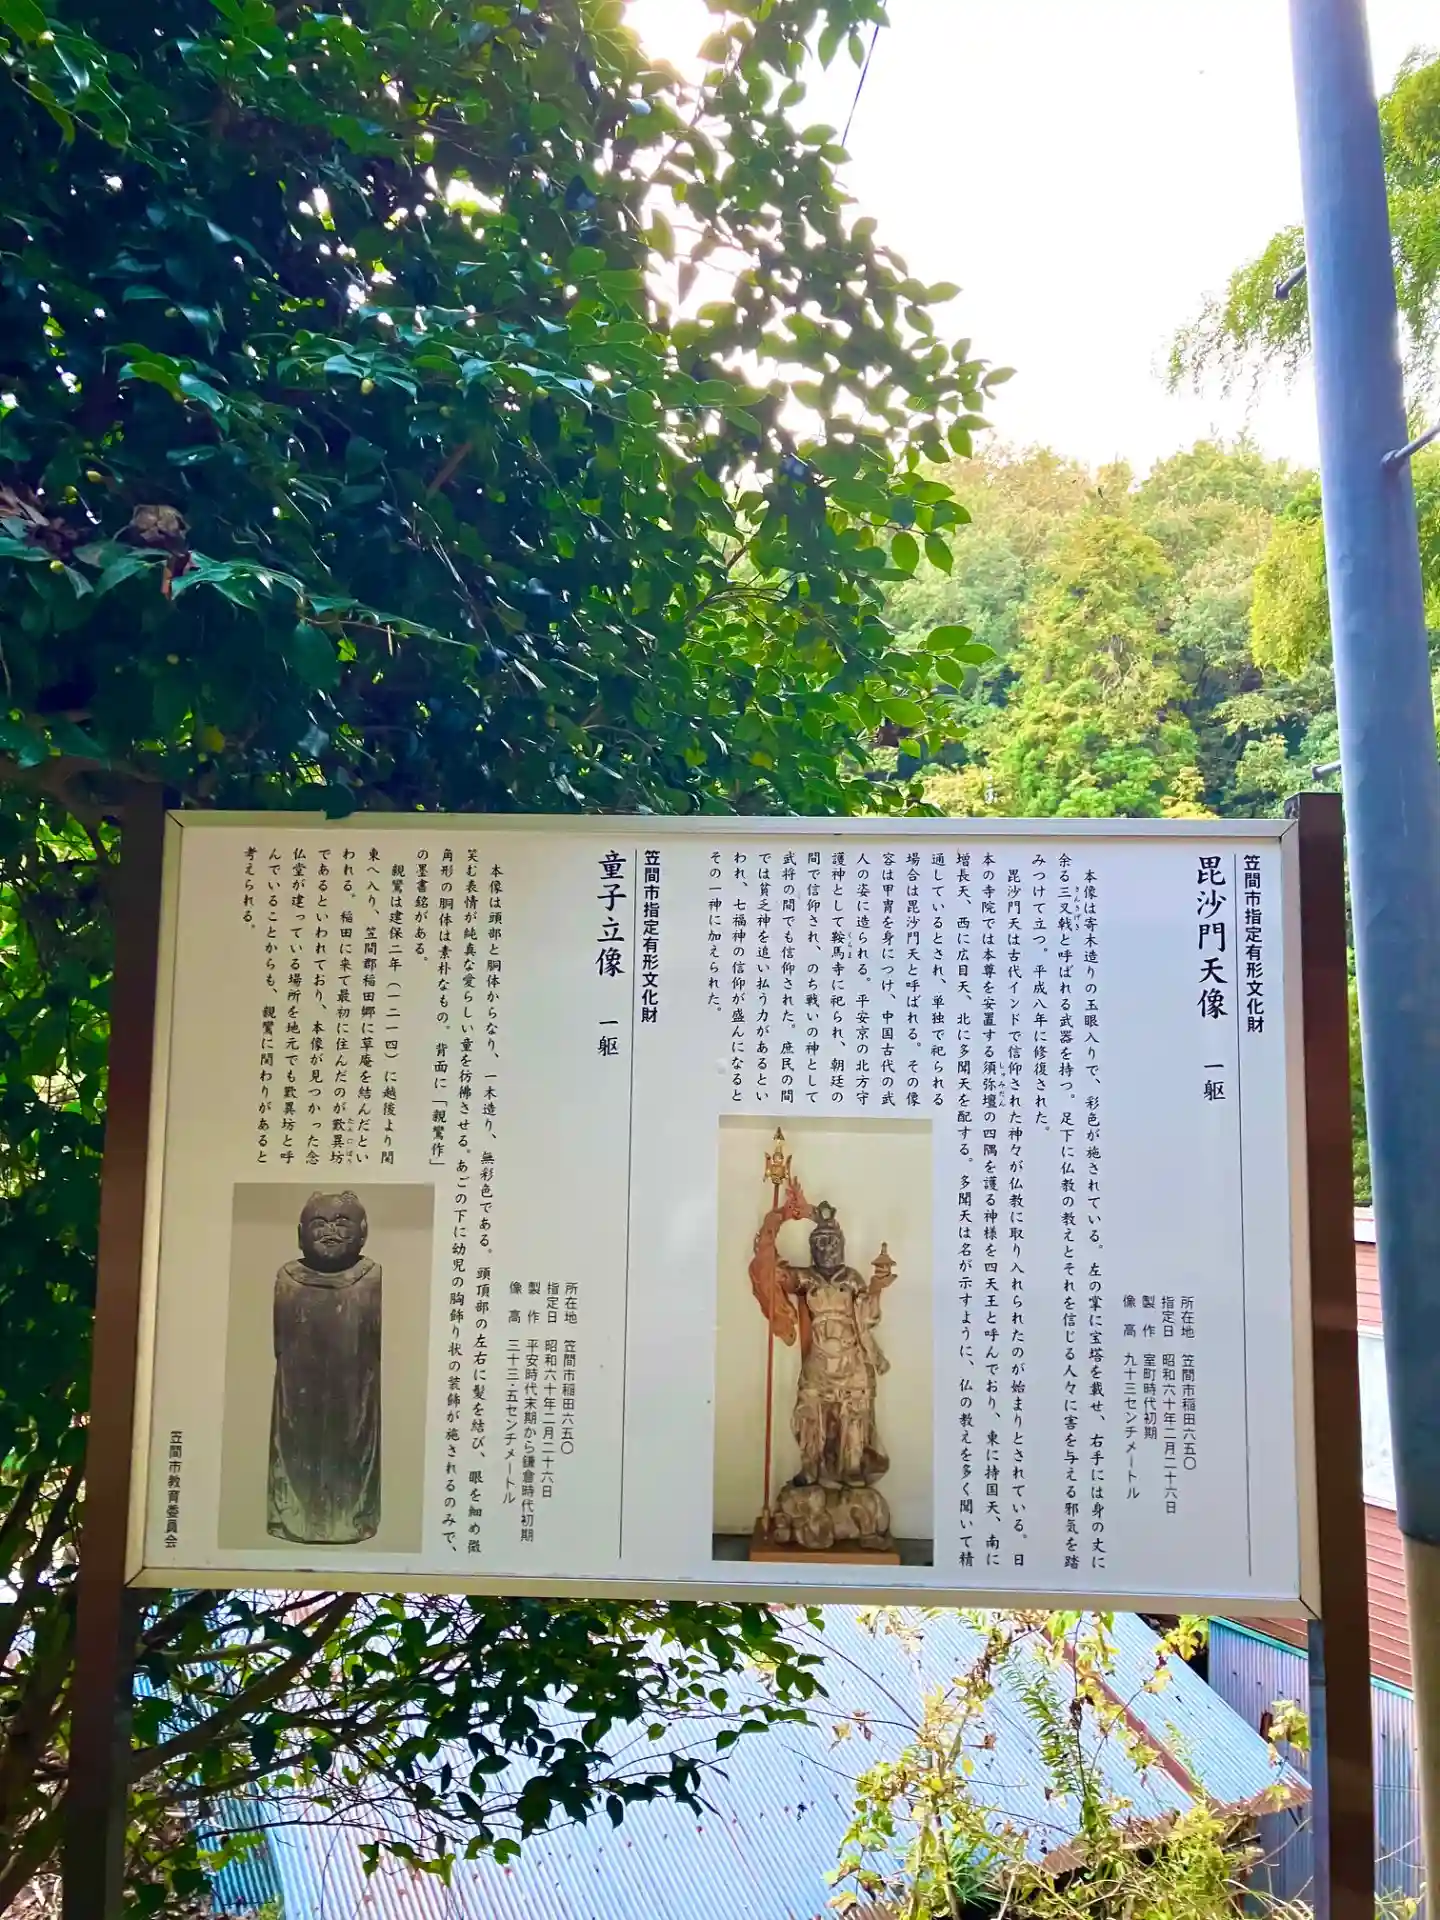 笠間市指定有形文化財
毘沙門天像　一躯
所在地　笠間市稲田六五〇
指定日　昭和六十年二月二十六日
製　作　室町時代初期
像　高　九十三センチメートル
本像は寄木造りの玉眼入りで、彩色が施されている。左の掌に宝塔を載せ、右手には身の丈に
余る三叉戟と呼ばれる武器を持つ。足下に仏教の教えとそれを信じる人々に害を与える邪気を踏
みつけて立つ。平成八年に修復された。
毘沙門天は古代インドで信仰された神々が仏教に取り入れられたのが始まりとされている。日
本の寺院では本尊を安置する須弥壇の四隅を護る神様を四天王と呼んでおり、東に持国天、南に
増長天、西に広目天、北に多聞天を配する。多聞天は名が示すように、仏の教えを多く聞いて精
通しているとされ、単独で祀られる
場合は毘沙門天と呼ばれる。その像
容は甲冑を身につけ、中国古代の武
人の姿に造られる。平安京の北方守
護神として鞍馬寺に祀られ、朝廷の
間で信仰され、のち戦いの神として
武将の間でも信仰された。庶民の間
では貧乏神を追い払う力があるとい
われ、七福神の信仰が盛んになると
その一神に加えられた。
笠間市指定有形文化財
童子立像　一躯
所在地　笠間市稲田六五〇
指定日　昭和六十年二月二十六日
製　作　平安時代末期から鎌倉時代初期
像　高　三十三・五センチメートル
本像は頭部と胴体からなり、一木造り、無彩色である。頭頂部の左右に髪を結び、眼を細め微
笑む表情が純真な愛らしい童を彷彿させる。あごの下に幼児の胸飾り状の装飾が施されるのみで、
角形の胴体は素朴なもの。背面に「親鸞作」
の墨書銘がある。
親鸞は建保二年（一二一四）に越後より関
東へ入り、笠間郡稲田郷に草庵を結んだとい
われる。稲田に来て最初に住んだのが歎異坊
であるといわれており、本像が見つかった念
仏堂が建っている場所を地元でも歎異坊と呼
んでいることからも、親鸞に関わりがあると
考えられる。
笠間市教育委員会